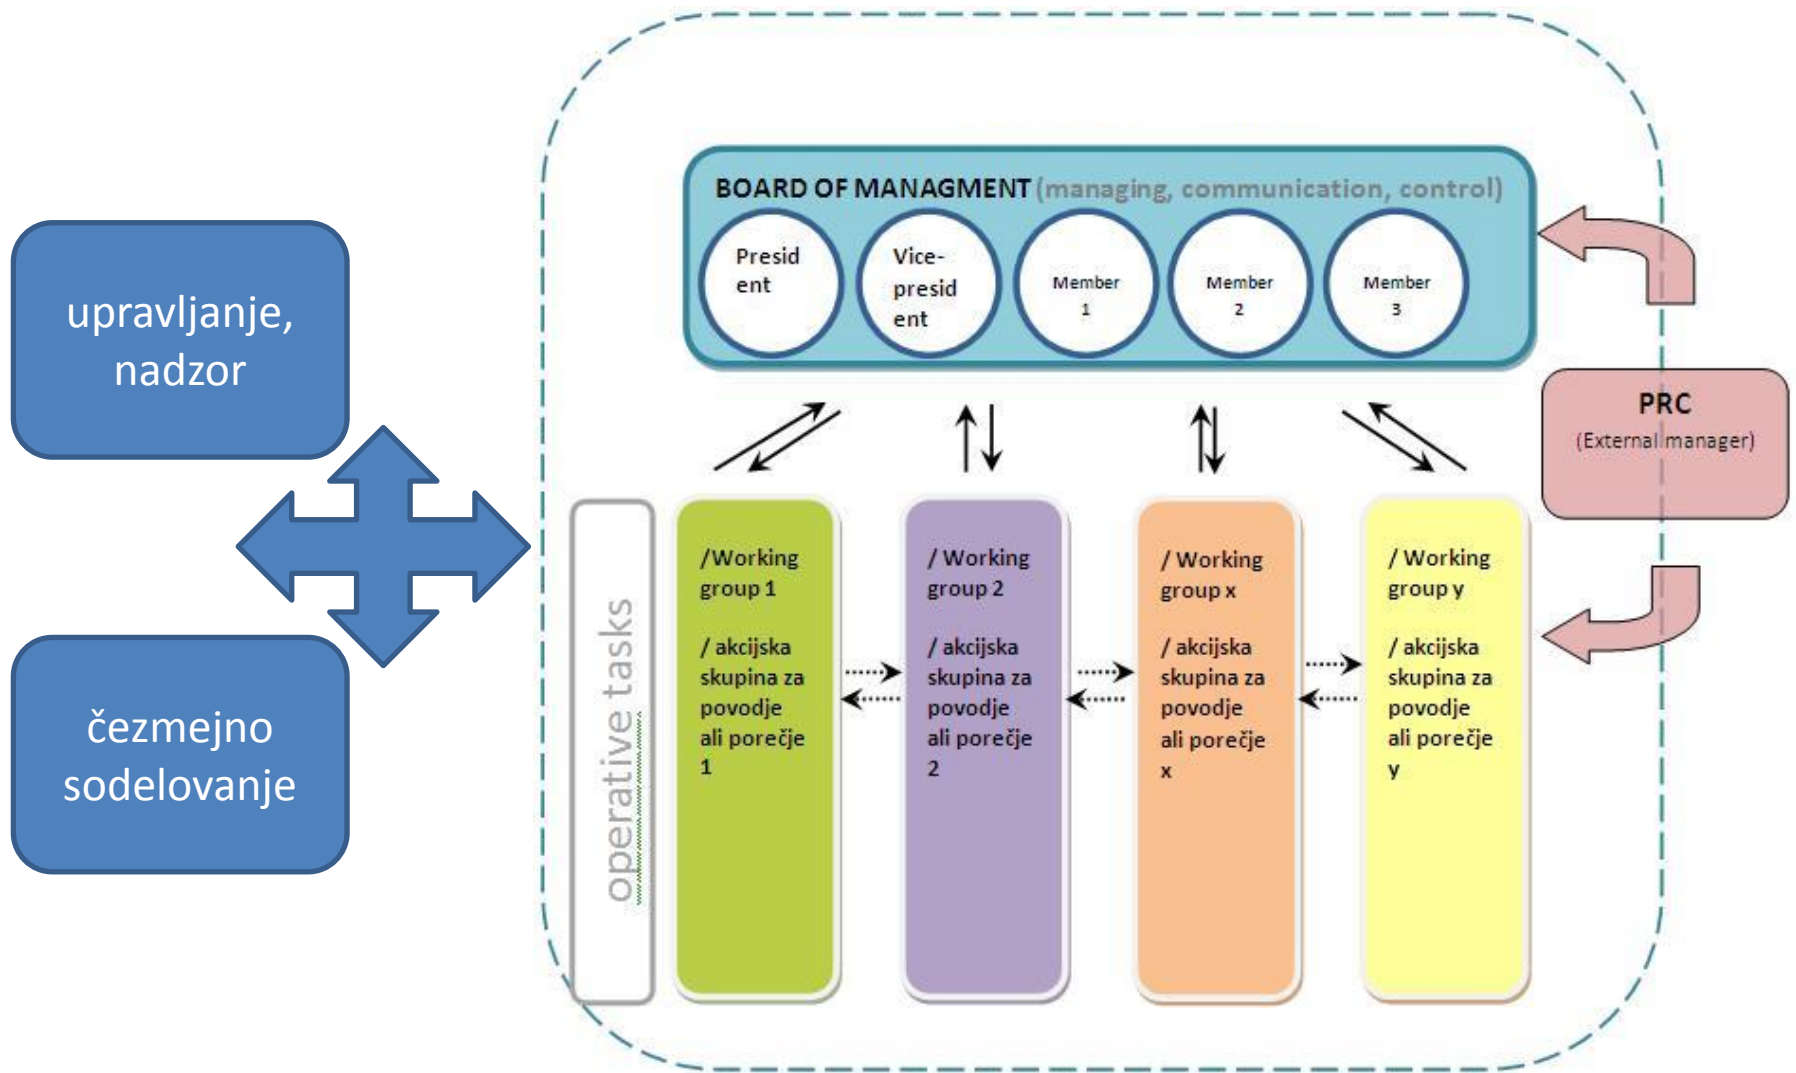 upravljanje,
nadzor
čezmejno
sodelovanje
BOARD OF MANAGMENT (managing, communication, control)
Presid
ent
Vice-
presid
ent
Member
1
Member
2
Member
3
PRC
(External manager)
operative tasks
/Working
group 1
/ akcijska
skupina za
povodje
ali porečje
1
/ Working
group 2
/ akcijska
skupina za
povodje
ali porečje
2
/ Working
group x
/ akcijska
skupina za
povodje
ali porečje
x
/ Working
group y
/ akcijska
skupina za
povodje
ali porečje
y